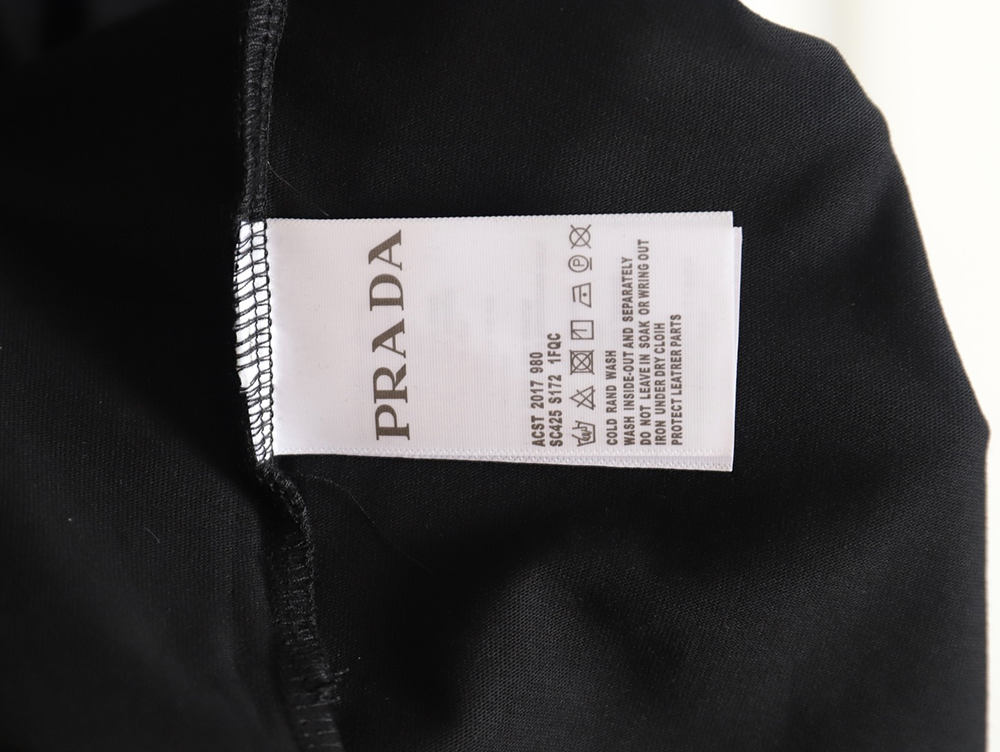 PRADA
ACST 2017 980
SC425 S172 1FQC
COLD RAND WASH
WASH INSIDE-OUT AND SEPARATELY
DO NOT LEAVE IN SOAK OR WRING OUT
IRON UNDER DRY CLOIH
PROTECT LEATRER PARTS